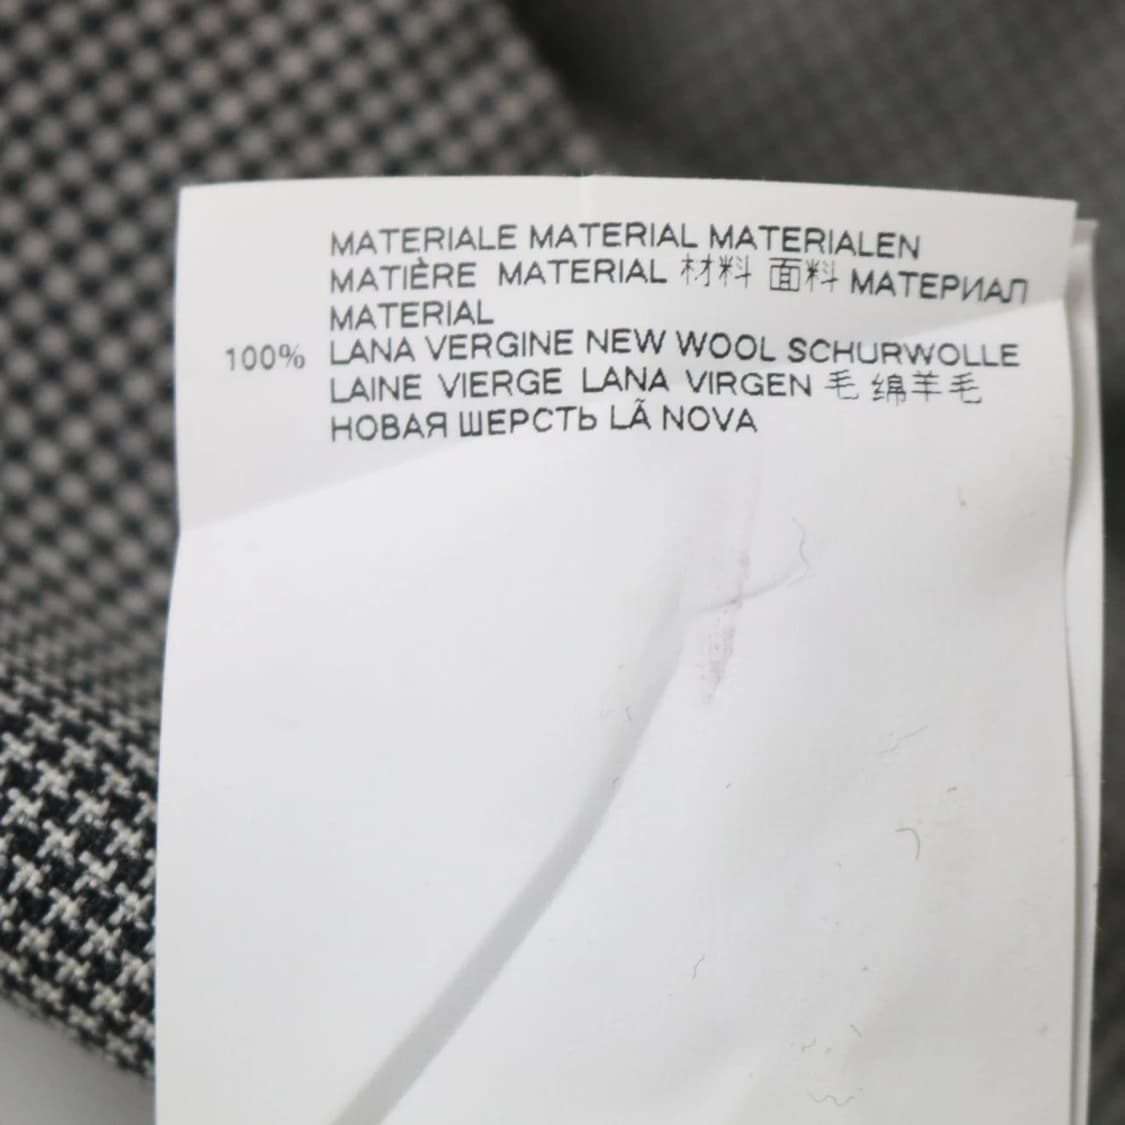 MATERIALE MATERIAL MATERIALEN
MATIÈRE MATERIAL 材料 面料 МАТЕРИАЛ
MATERIAL
100% LANA VERGINE NEW WOOL SCHURWOLLE
LAINE VIERGE LANA VIRGEN 毛 绵羊毛
НОВАЯ ШЕРСТЬ LÃ NOVA